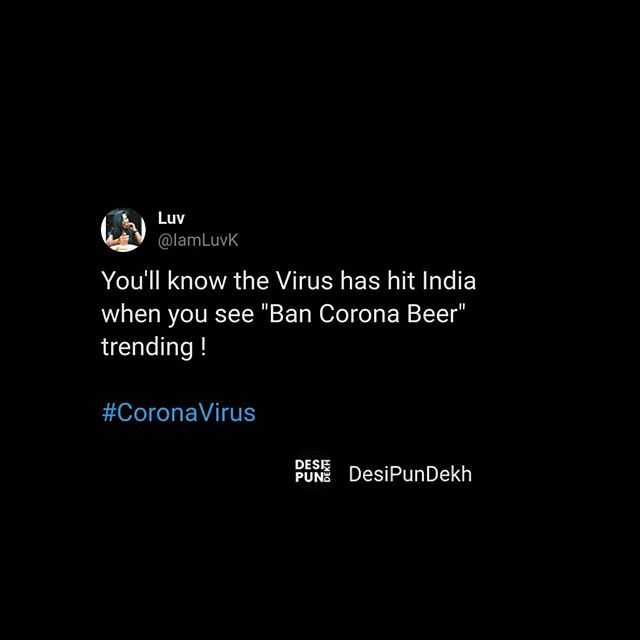 Luv
@IamLuvK
You'll know the Virus has hit India
when you see "Ban Corona Beer"
trending !
#CoronaVirus
DESI
PUN DEKH
DesiPunDekh